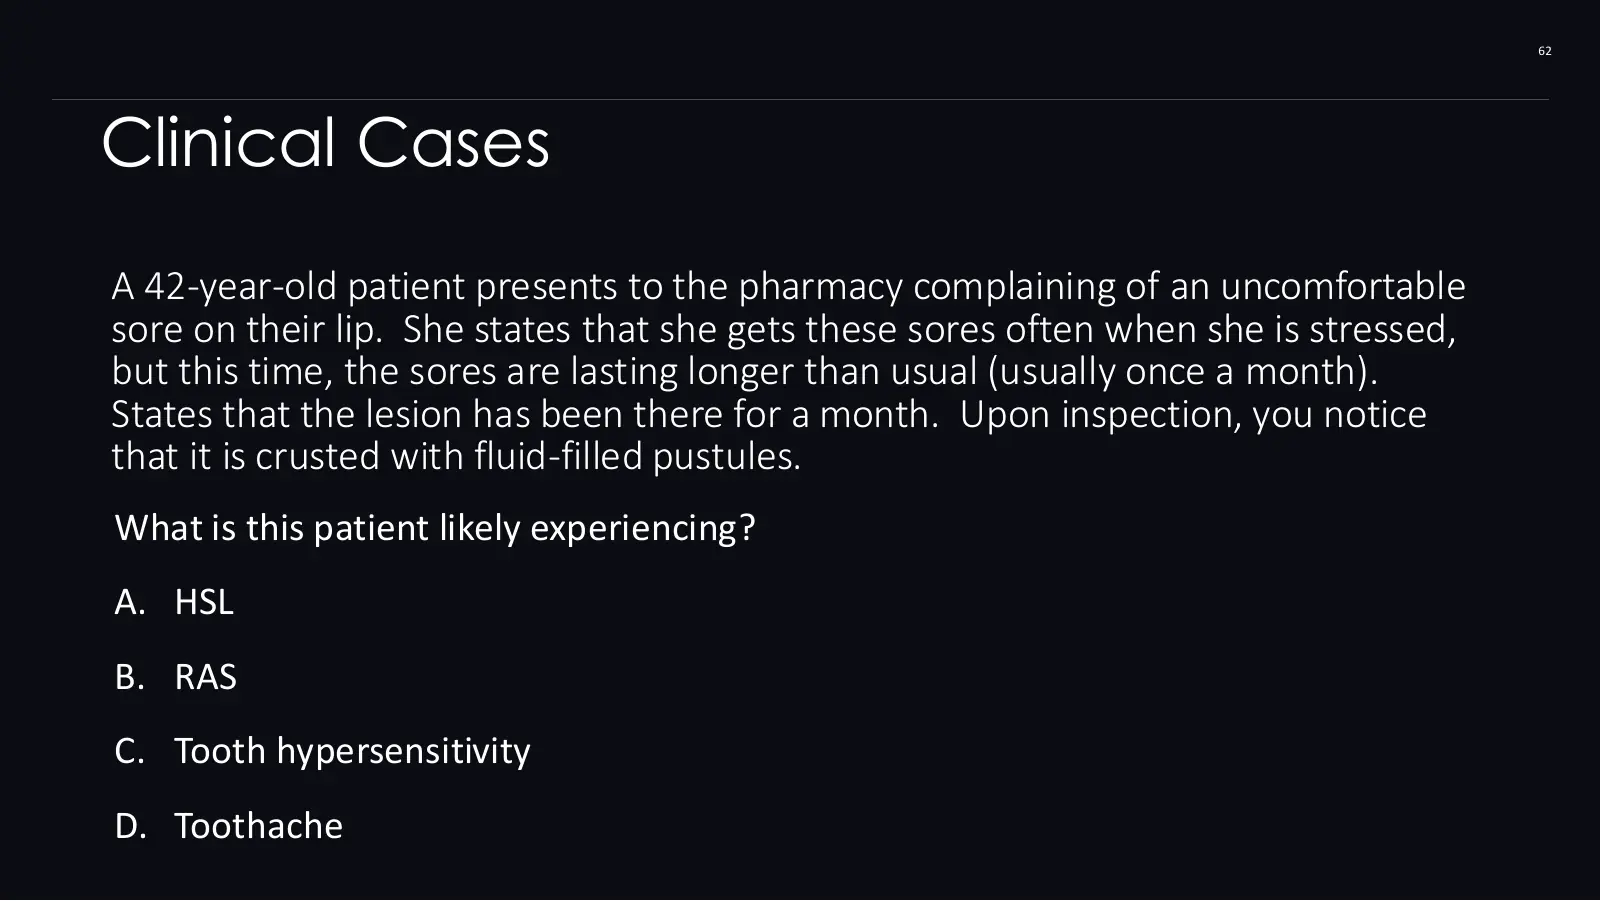 62
Clinical Cases
A 42-year-old patient presents to the pharmacy complaining of an uncomfortable
sore on their lip.  She states that she gets these sores often when she is stressed,
but this time, the sores are lasting longer than usual (usually once a month).
States that the lesion has been there for a month.  Upon inspection, you notice
that it is crusted with fluid-filled pustules.
What is this patient likely experiencing?
A. HSL
B. RAS
C. Tooth hypersensitivity
D. Toothache